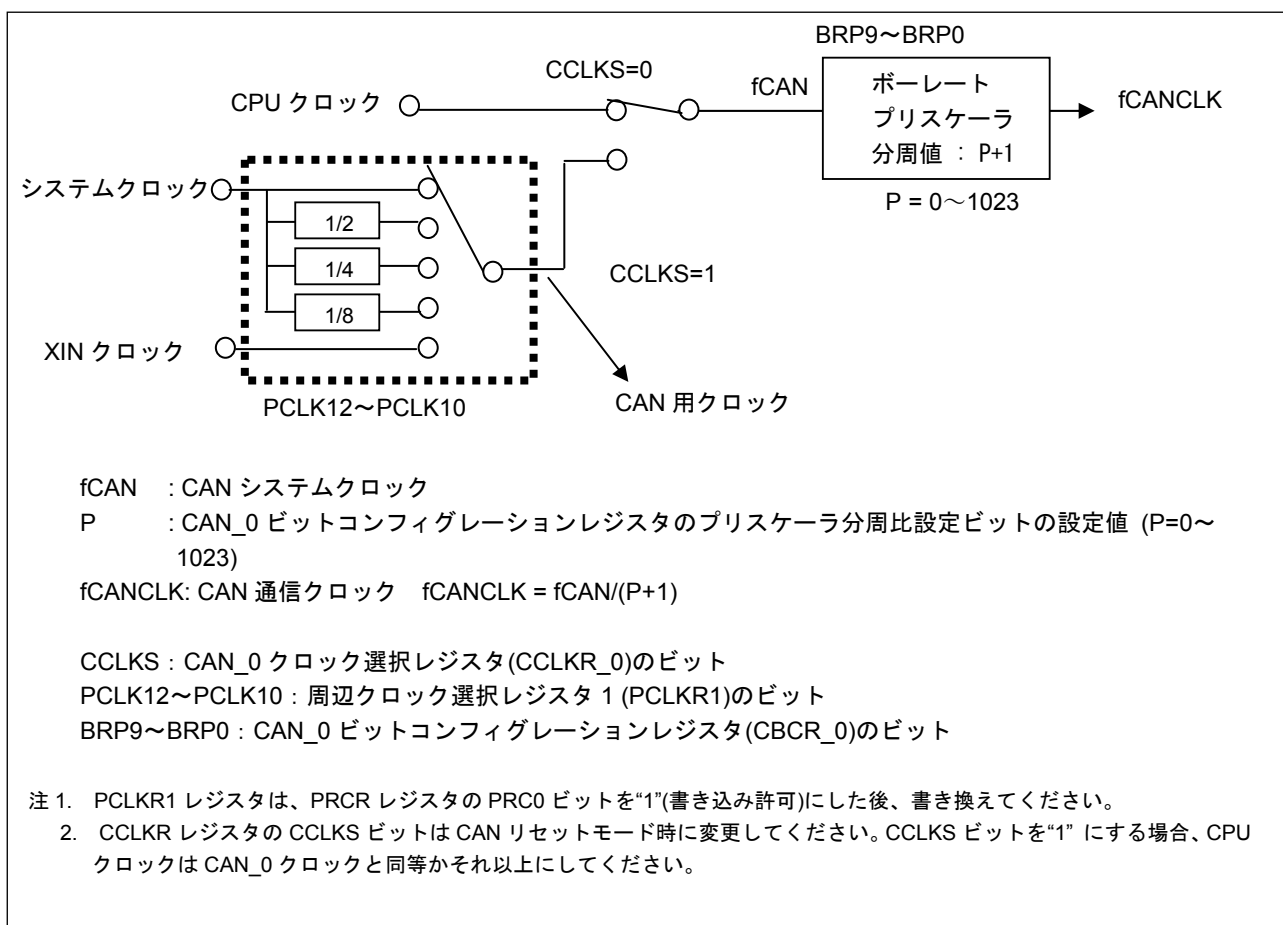 BRP9～BRP0
CCLKS=0
fCAN
ボーレート
プリスケーラ
分周値 : P+1
fCANCLK
CPU クロック
P = 0～1023
システムクロック
1/2
1/4
1/8
CCLKS=1
XIN クロック
PCLK12～PCLK10
CAN 用クロック
fCAN : CAN システムクロック
P : CAN_0 ビットコンフィグレーションレジスタのプリスケーラ分周比設定ビットの設定値 (P=0～
1023)
fCANCLK: CAN 通信クロック fCANCLK = fCAN/(P+1)
CCLKS : CAN_0 クロック選択レジスタ(CCLKR_0)のビット
PCLK12～PCLK10 : 周辺クロック選択レジスタ 1 (PCLKR1)のビット
BRP9～BRP0 : CAN_0 ビットコンフィグレーションレジスタ(CBCR_0)のビット
注 1. PCLKR1 レジスタは、PRCR レジスタの PRC0 ビットを“1”(書き込み許可)にした後、書き換えてください。
2. CCLKR レジスタの CCLKS ビットは CAN リセットモード時に変更してください。CCLKS ビットを“1” にする場合、CPU
クロックは CAN_0 クロックと同等かそれ以上にしてください。